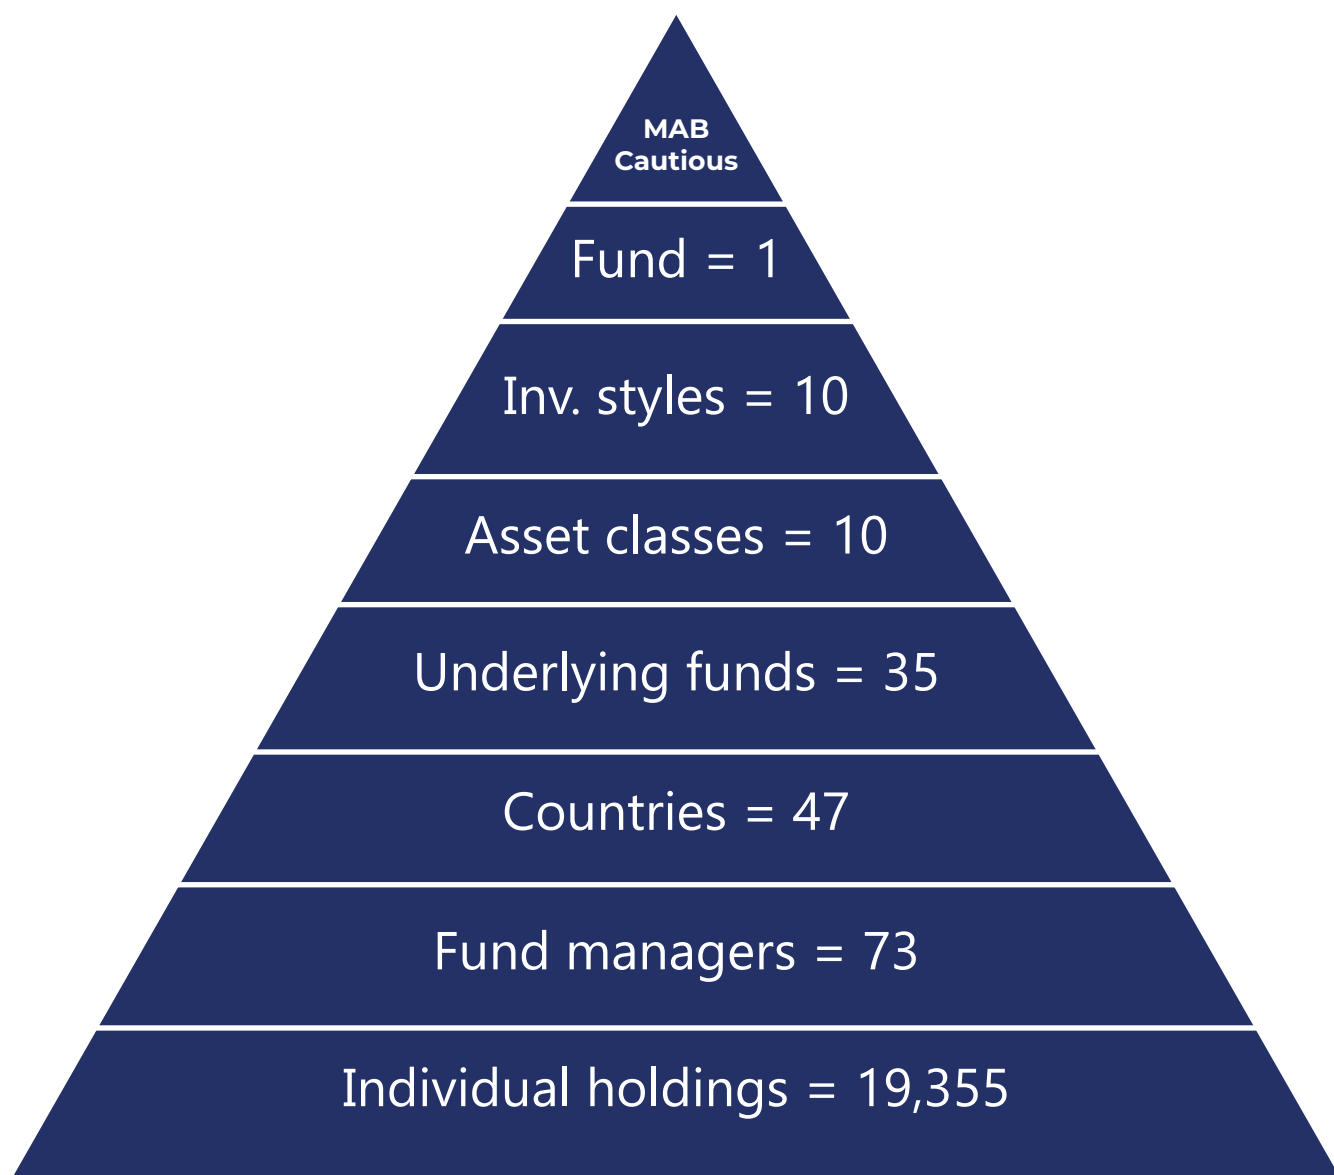 MAB
Cautious
Fund = 1
Inv. styles = 10
Asset classes = 10
Underlying funds = 35
Countries = 47
Fund managers = 73
Individual holdings = 19,355